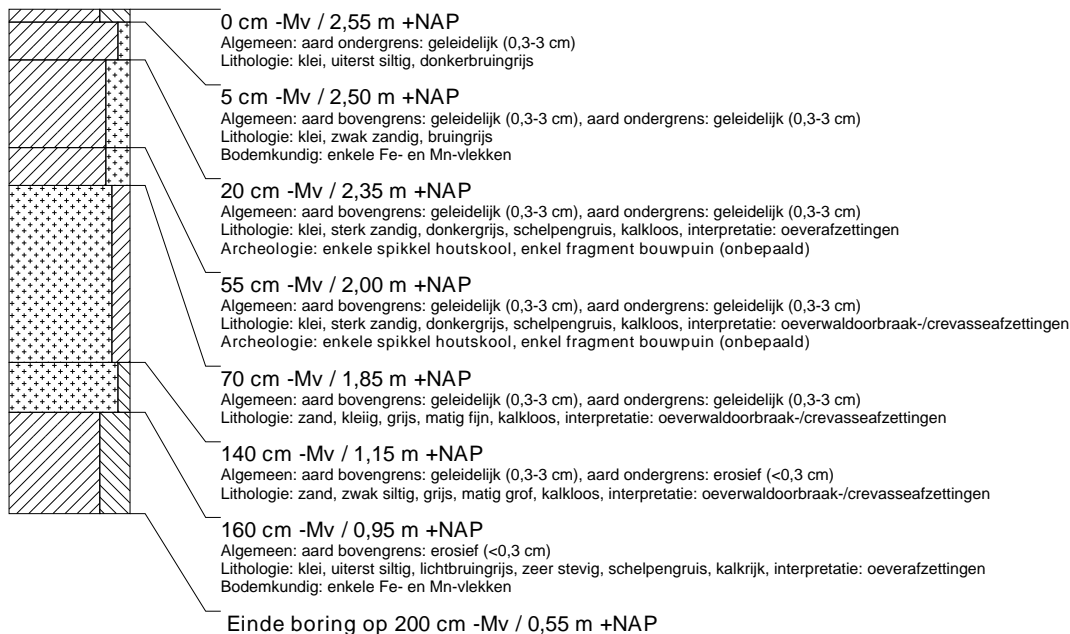 0 cm -Mv / 2,55 m +NAP
Algemeen: aard ondergrens: geleidelijk (0,3-3 cm)
Lithologie: klei, uiterst siltig, donkerbruingrijs
5 cm -Mv / 2,50 m +NAP
Algemeen: aard bovengrens: geleidelijk (0,3-3 cm), aard ondergrens: geleidelijk (0,3-3 cm)
Lithologie: klei, zwak zandig, bruingrijs
Bodemkundig: enkele Fe- en Mn-vlekken
20 cm -Mv / 2,35 m +NAP
Algemeen: aard bovengrens: geleidelijk (0,3-3 cm), aard ondergrens: geleidelijk (0,3-3 cm)
Lithologie: klei, sterk zandig, donkergrijs, schelpengruis, kalkloos, interpretatie: oeverafzettingen
Archeologie: enkele spikkel houtskool, enkel fragment bouwpuin (onbepaald)
55 cm -Mv / 2,00 m +NAP
Algemeen: aard bovengrens: geleidelijk (0,3-3 cm), aard ondergrens: geleidelijk (0,3-3 cm)
Lithologie: klei, sterk zandig, donkergrijs, schelpengruis, kalkloos, interpretatie: oeverwaldoorbraak-/crevasseafzettingen
Archeologie: enkele spikkel houtskool, enkel fragment bouwpuin (onbepaald)
70 cm -Mv / 1,85 m +NAP
Algemeen: aard bovengrens: geleidelijk (0,3-3 cm), aard ondergrens: geleidelijk (0,3-3 cm)
Lithologie: zand, kleiig, grijs, matig fijn, kalkloos, interpretatie: oeverwaldoorbraak-/crevasseafzettingen
140 cm -Mv / 1,15 m +NAP
Algemeen: aard bovengrens: geleidelijk (0,3-3 cm), aard ondergrens: erosief (<0,3 cm)
Lithologie: zand, zwak siltig, grijs, matig grof, kalkloos, interpretatie: oeverwaldoorbraak-/crevasseafzettingen
160 cm -Mv / 0,95 m +NAP
Algemeen: aard bovengrens: erosief (<0,3 cm)
Lithologie: klei, uiterst siltig, lichtbruingrijs, zeer stevig, schelpengruis, kalkrijk, interpretatie: oeverafzettingen
Bodemkundig: enkele Fe- en Mn-vlekken
Einde boring op 200 cm -Mv / 0,55 m +NAP